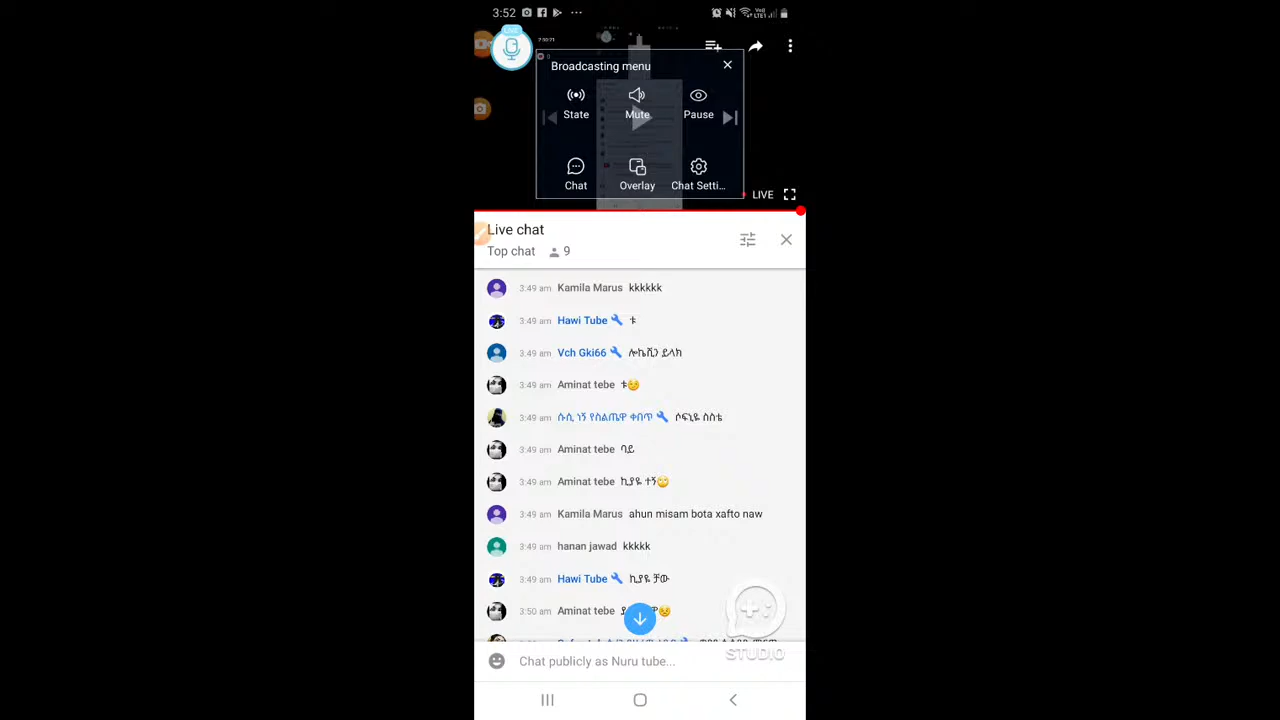 3:52
LIVE
Broadcasting menu
State Mute Pause
Chat Overlay Chat Setti...
LIVE
Live chat
Top chat 9
3:49 am Kamila Marus kkkkkk
3:49 am Hawi Tube ቱ
3:49 am Vch Gki66 ሎኬሺን ይላክ
3:49 am Aminat tebe ቱ😒
3:49 am ሱሲ ነኝ የስልጤዋ ቀበጥ ሶፍኒዬ ስስቴ
3:49 am Aminat tebe ባይ
3:49 am Aminat tebe ኪያዬ ተኝ🙄
3:49 am Kamila Marus ahun misam bota xafto naw
3:49 am hanan jawad kkkkk
3:49 am Hawi Tube ኪያዬ ቻው
3:50 am Aminat tebe
STUDIO
Chat publicly as Nuru tube...